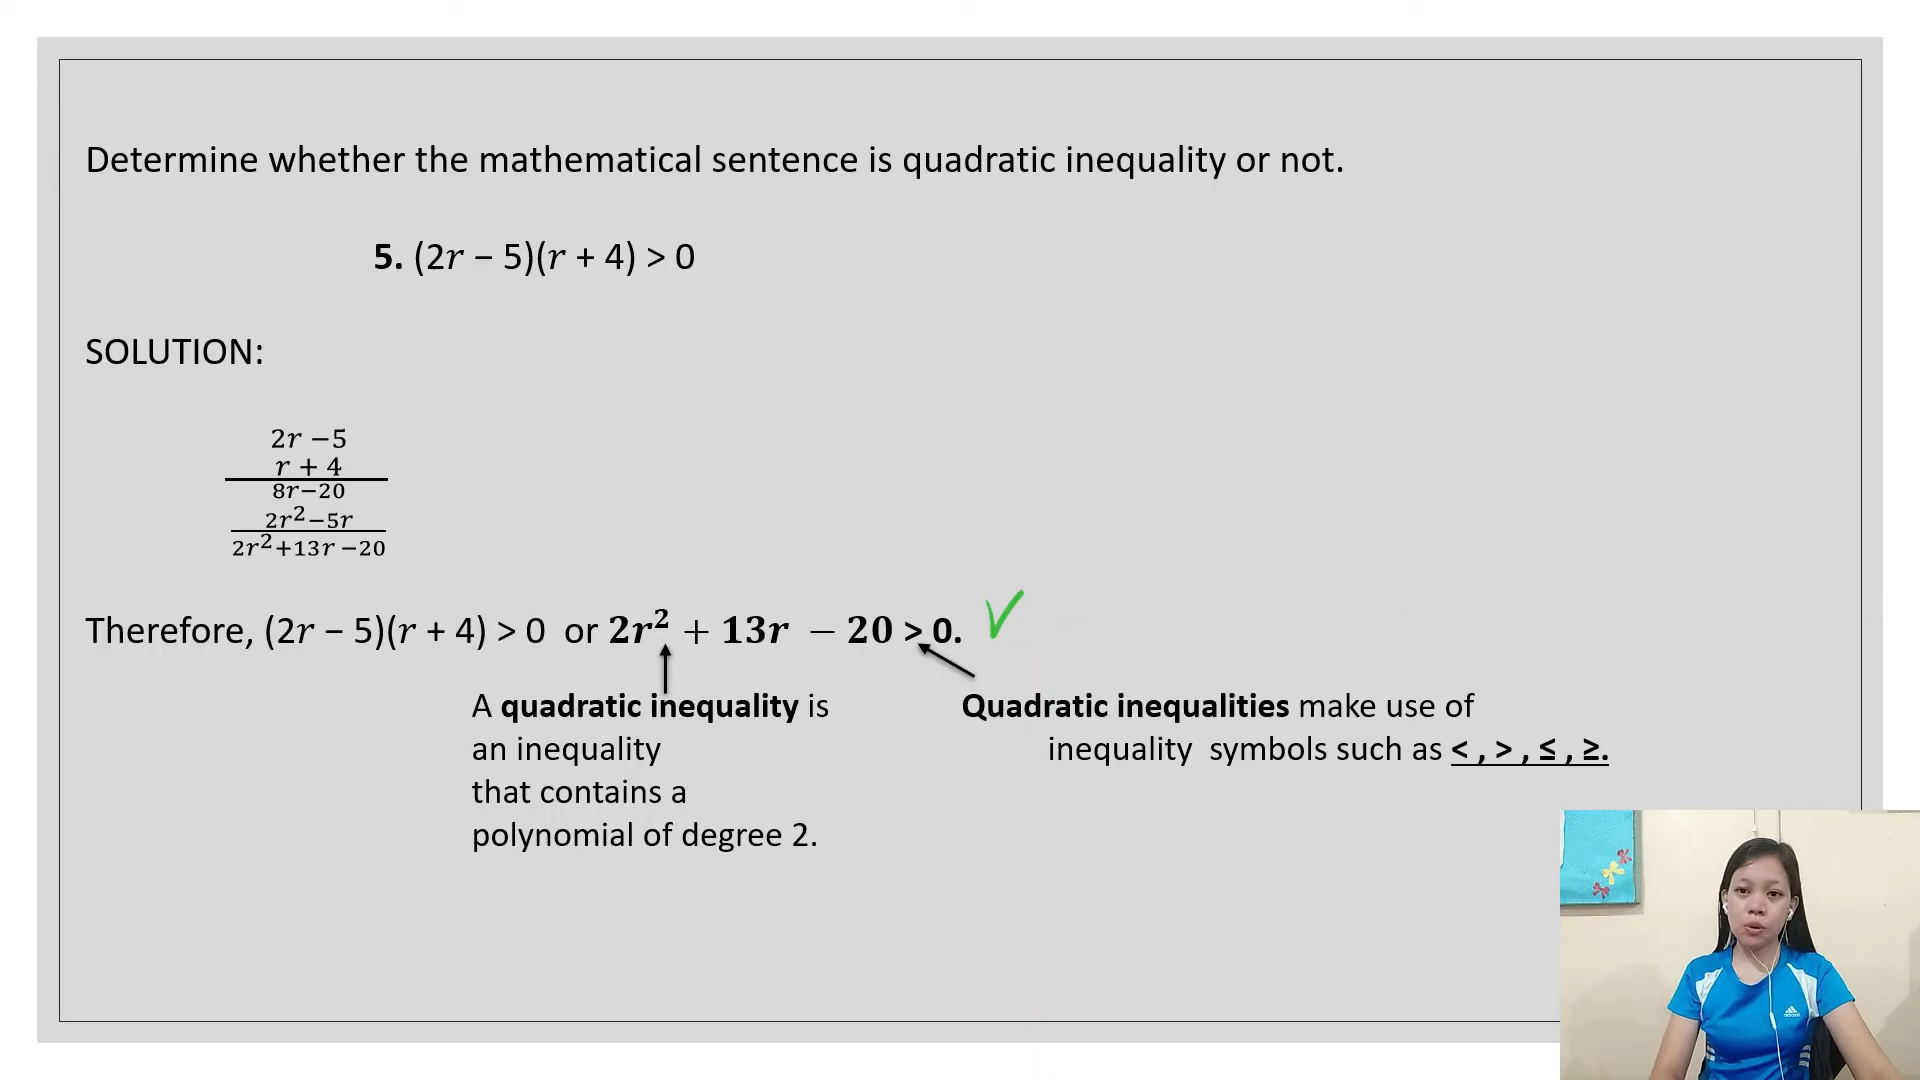 Determine whether the mathematical sentence is quadratic inequality or not.
5. (2r − 5)(r + 4) > 0
SOLUTION:
2r −5
r + 4
8r−20
2r²−5r
2r²+13r−20
Therefore, (2r − 5)(r + 4) > 0 or 2r² + 13r − 20 > 0.
A quadratic inequality is
an inequality
that contains a
polynomial of degree 2.
Quadratic inequalities make use of
inequality symbols such as < , > , ≤ , ≥.
adidas